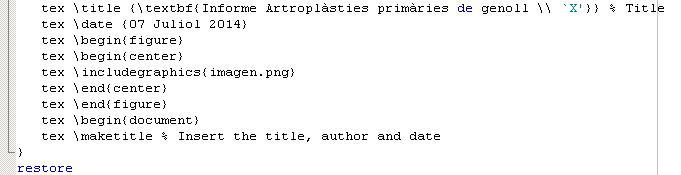 tex \title {\textbf{Informe Artroplàsties primàries de genoll \\ `X'}} % Title
tex \date {07 Juliol 2014}
tex \begin{figure}
tex \begin{center}
tex \includegraphics{imagen.png}
tex \end{center}
tex \end{figure}
tex \begin{document}
tex \maketitle % Insert the title, author and date
}
restore